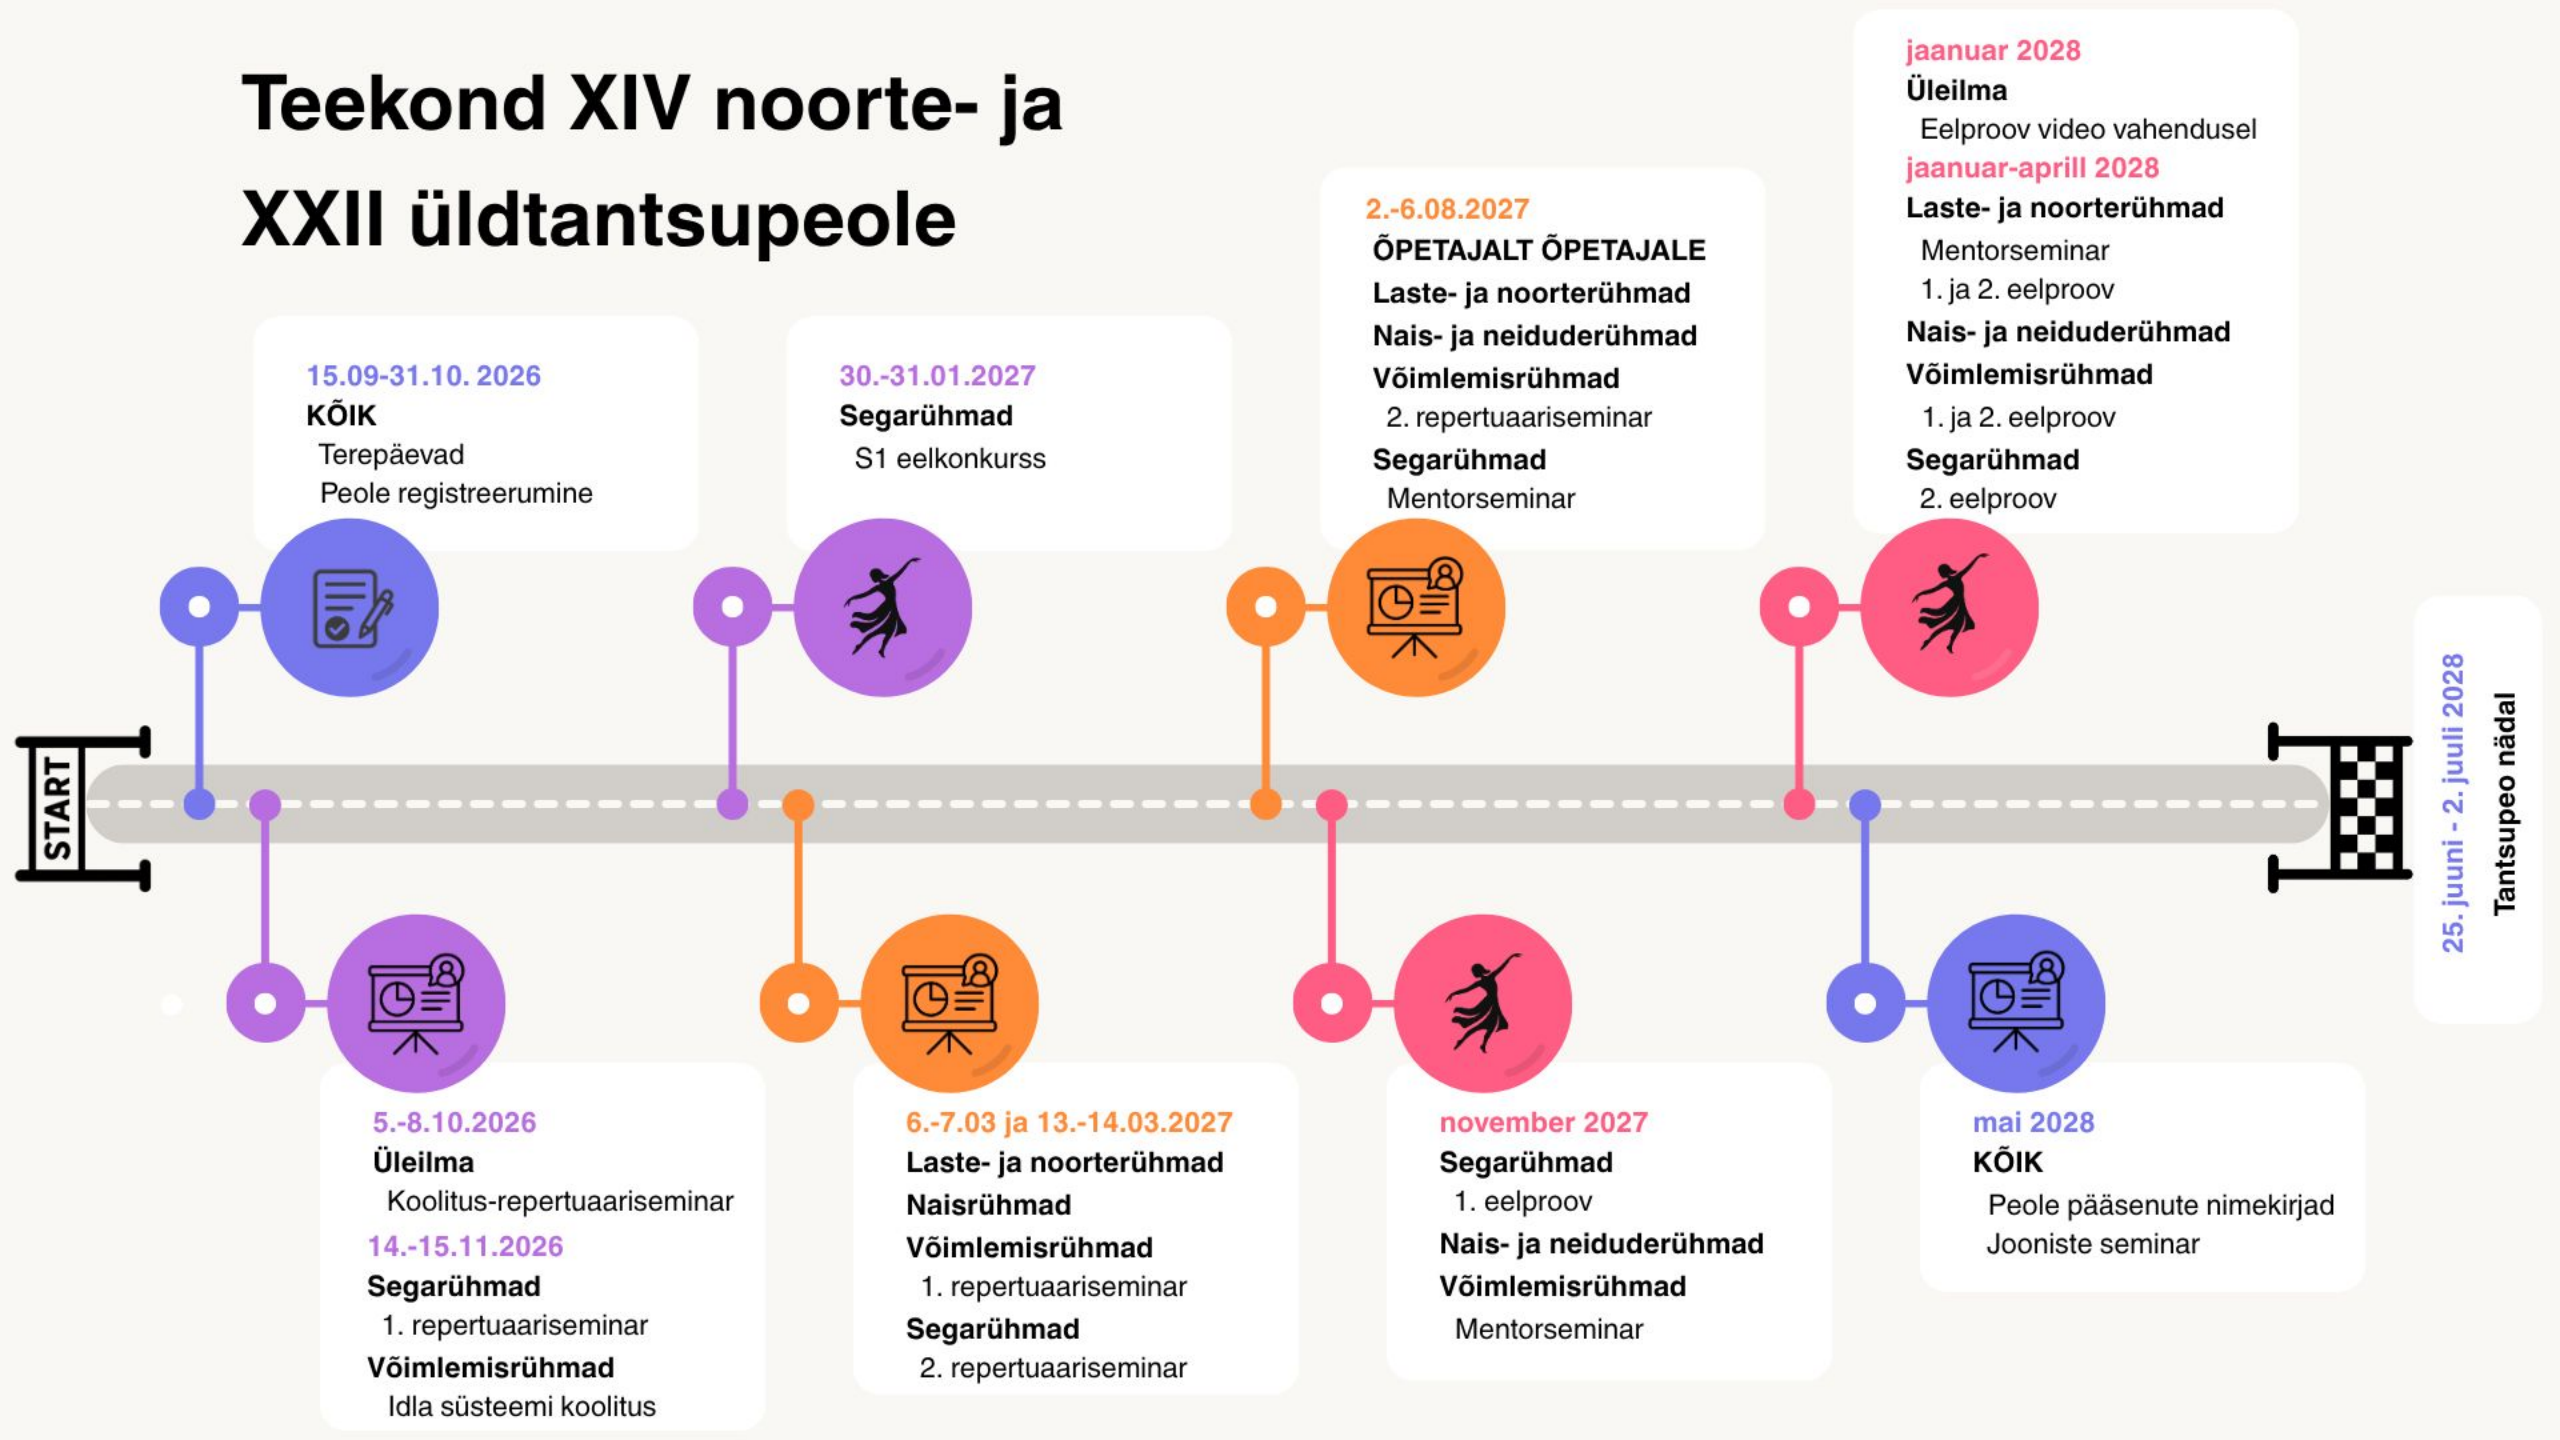 Teekond XIV noorte- ja
XXII üldtantsupeole
START
15.09-31.10. 2026
KÕIK
Terepäevad
Peole registreerumine
5.-8.10.2026
Üleilma
Koolitus-repertuaariseminar
14.-15.11.2026
Segarühmad
1. repertuaariseminar
Võimlemisrühmad
Idla süsteemi koolitus
30.-31.01.2027
Segarühmad
S1 eelkonkurss
6.-7.03 ja 13.-14.03.2027
Laste- ja noorterühmad
Naisrühmad
Võimlemisrühmad
1. repertuaariseminar
Segarühmad
2. repertuaariseminar
2.-6.08.2027
ÕPETAJALT ÕPETAJALE
Laste- ja noorterühmad
Nais- ja neiduderühmad
Võimlemisrühmad
2. repertuaariseminar
Segarühmad
Mentorseminar
november 2027
Segarühmad
1. eelproov
Nais- ja neiduderühmad
Võimlemisrühmad
Mentorseminar
jaanuar 2028
Üleilma
Eelproov video vahendusel
jaanuar-aprill 2028
Laste- ja noorterühmad
Mentorseminar
1. ja 2. eelproov
Nais- ja neiduderühmad
Võimlemisrühmad
1. ja 2. eelproov
Segarühmad
2. eelproov
mai 2028
KÕIK
Peole pääsenute nimekirjad
Jooniste seminar
25. juuni - 2. juuli 2028
Tantsupeo nädal